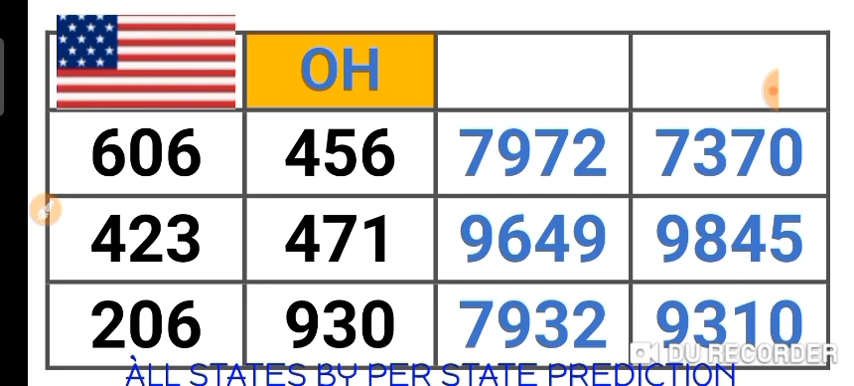 OH
606 456 7972 7370
423 471 9649 9845
206 930 7932 9310
DU RECORDER
ÀLL STATES BY PER STATE PREDICTION